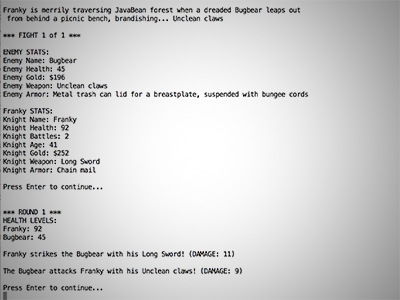 Franky is merrily traversing JavaBean forest when a dreaded Bugbear leaps out
from behind a picnic bench, brandishing... Unclean claws
*** FIGHT 1 of 1 ***
ENEMY STATS:
Enemy Name: Bugbear
Enemy Health: 45
Enemy Gold: $196
Enemy Weapon: Unclean claws
Enemy Armor: Metal trash can lid for a breastplate, suspended with bungee cords
Franky STATS:
Knight Name: Franky
Knight Health: 92
Knight Battles: 2
Knight Age: 41
Knight Gold: $252
Knight Weapon: Long Sword
Knight Armor: Chain mail
Press Enter to continue...
*** ROUND 1 ***
HEALTH LEVELS:
Franky: 92
Bugbear: 45
Franky strikes the Bugbear with his Long Sword! (DAMAGE: 11)
The Bugbear attacks Franky with his Unclean claws! (DAMAGE: 9)
Press Enter to continue...